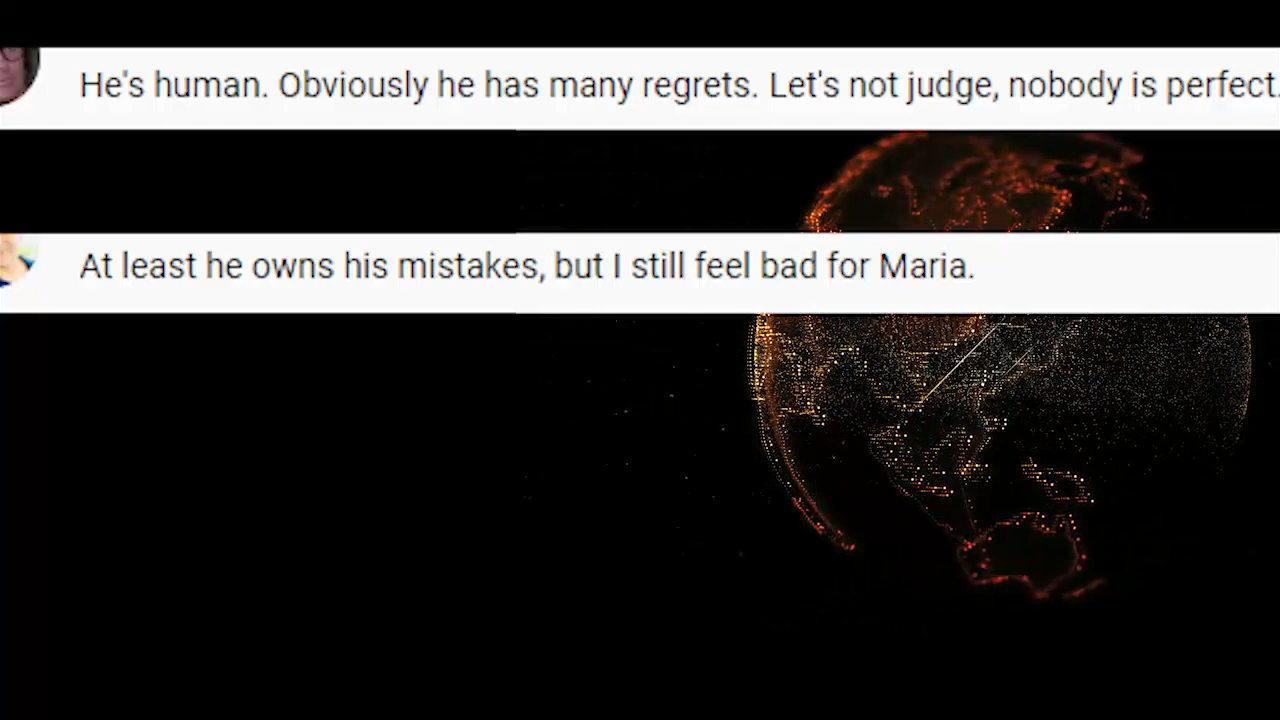 He's human. Obviously he has many regrets. Let's not judge, nobody is perfect.
At least he owns his mistakes, but I still feel bad for Maria.